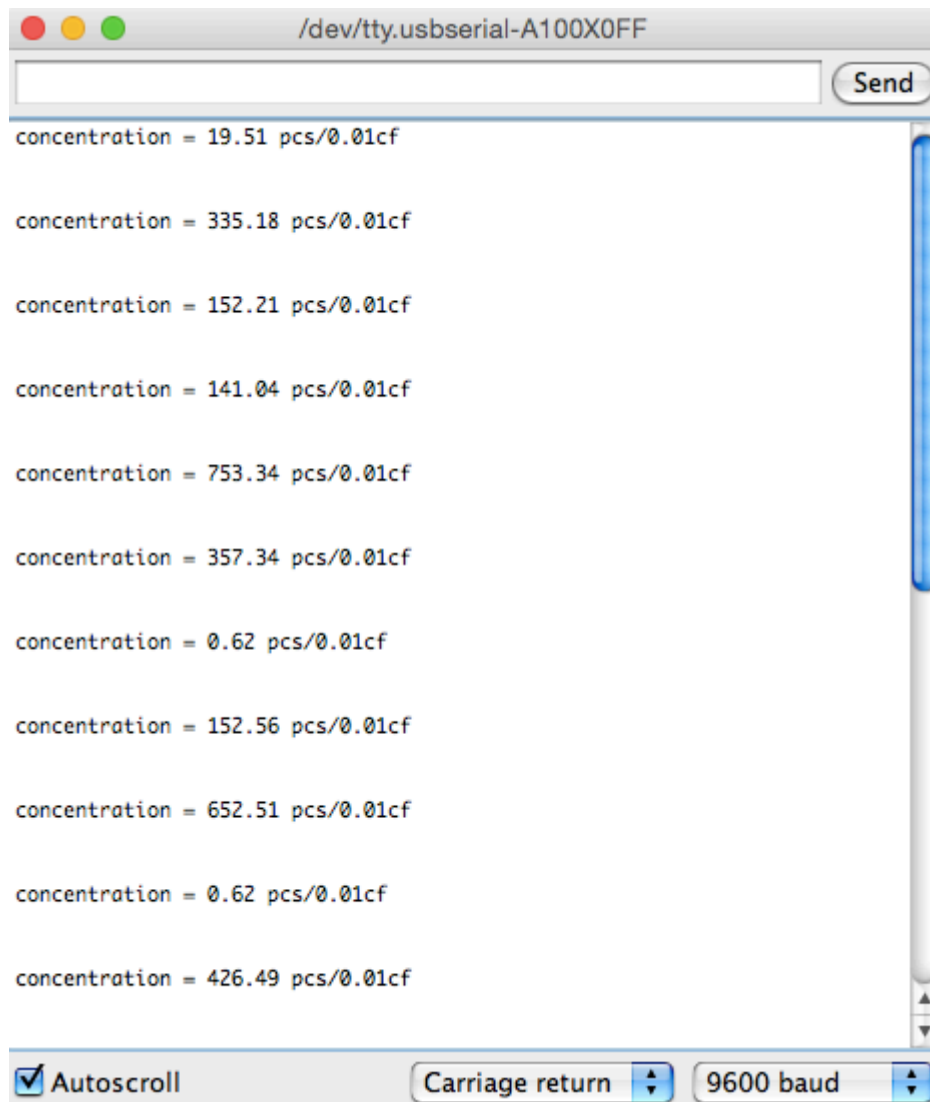 /dev/tty.usbserial-A100X0FF
Send
concentration = 19.51 pcs/0.01cf
concentration = 335.18 pcs/0.01cf
concentration = 152.21 pcs/0.01cf
concentration = 141.04 pcs/0.01cf
concentration = 753.34 pcs/0.01cf
concentration = 357.34 pcs/0.01cf
concentration = 0.62 pcs/0.01cf
concentration = 152.56 pcs/0.01cf
concentration = 652.51 pcs/0.01cf
concentration = 0.62 pcs/0.01cf
concentration = 426.49 pcs/0.01cf
Autoscroll Carriage return 9600 baud